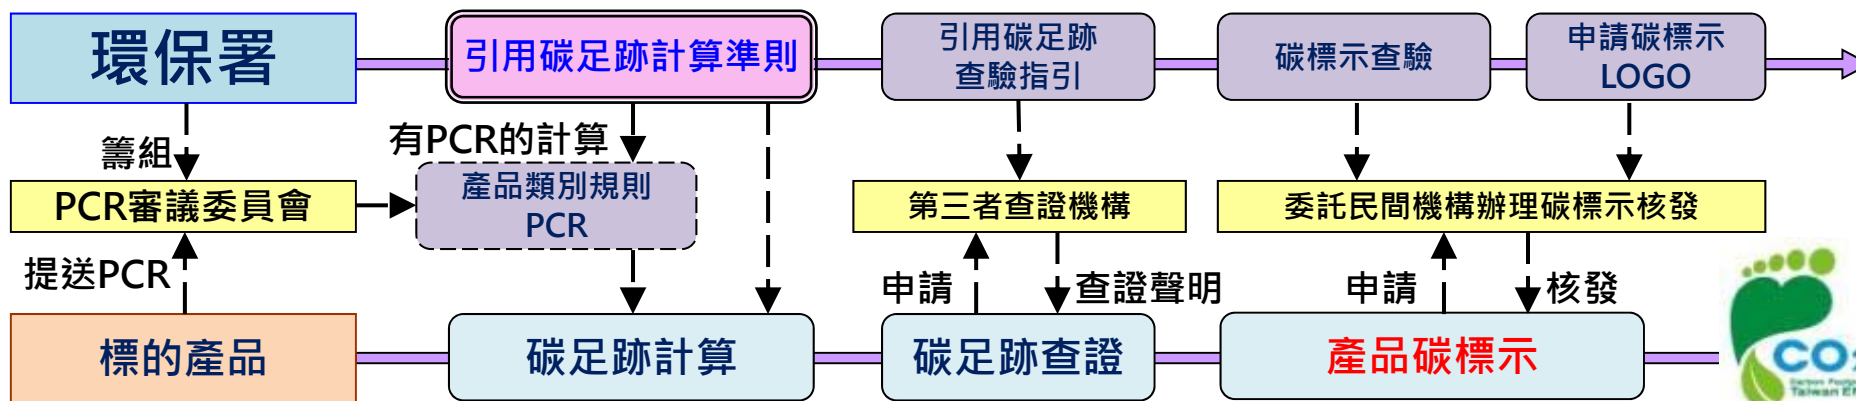 環保署
引用碳足跡計算準則
引用碳足跡
查驗指引
碳標示查驗
申請碳標示
LOGO
籌組
有PCR的計算
PCR審議委員會
產品類別規則
PCR
第三者查證機構
委託民間機構辦理碳標示核發
提送PCR
申請
查證聲明
申請
核發
標的產品
碳足跡計算
碳足跡查證
產品碳標示
CO2
Taiwan